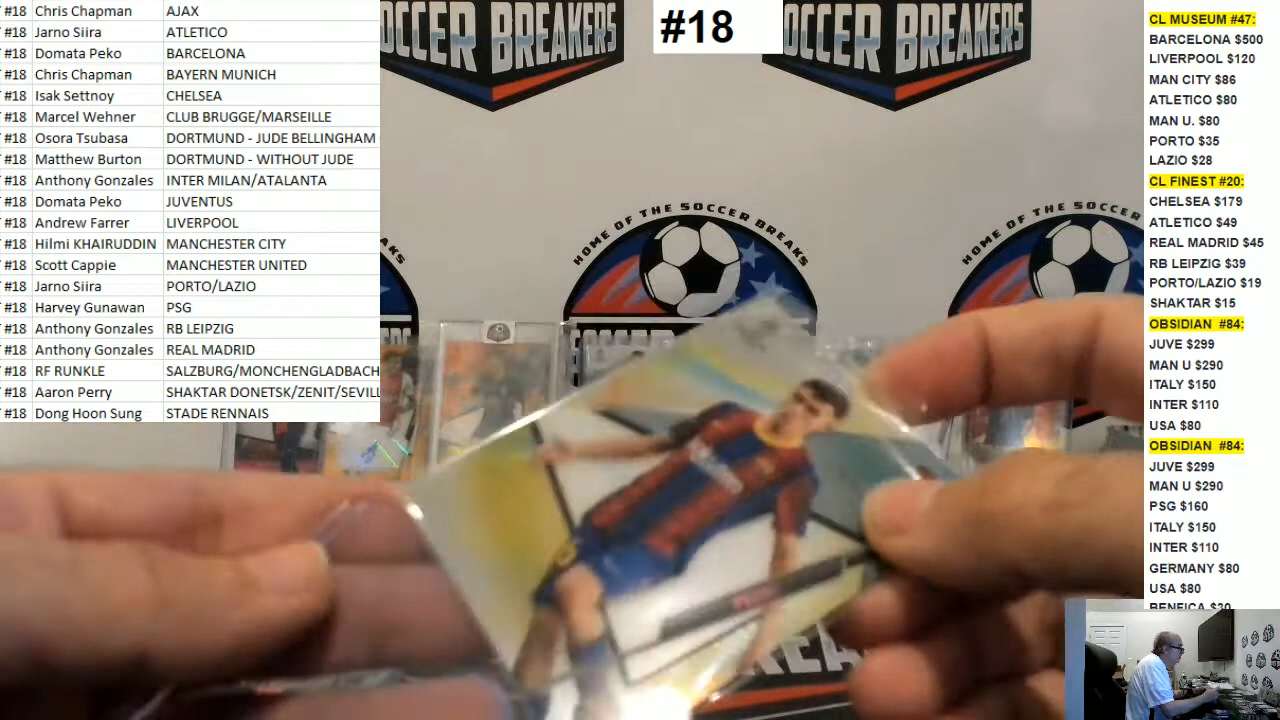 #18 Chris Chapman AJAX
#18 Jarno Siira ATLETICO
#18 Domata Peko BARCELONA
#18 Chris Chapman BAYERN MUNICH
#18 Isak Settnoy CHELSEA
#18 Marcel Wehner CLUB BRUGGE/MARSEILLE
#18 Osora Tsubasa DORTMUND - JUDE BELLINGHAM
#18 Matthew Burton DORTMUND - WITHOUT JUDE
#18 Anthony Gonzales INTER MILAN/ATALANTA
#18 Domata Peko JUVENTUS
#18 Andrew Farrer LIVERPOOL
#18 Hilmi KHAIRUDDIN MANCHESTER CITY
#18 Scott Cappie MANCHESTER UNITED
#18 Jarno Siira PORTO/LAZIO
#18 Harvey Gunawan PSG
#18 Anthony Gonzales RB LEIPZIG
#18 Anthony Gonzales REAL MADRID
#18 RF RUNKLE SALZBURG/MONCHENGLADBACH
#18 Aaron Perry SHAKTAR DONETSK/ZENIT/SEVILL
#18 Dong Hoon Sung STADE RENNAIS
OCCER BREAKERS
#18
OCCER BREAKERS
HOME OF THE SOCCER BREAKS
HOME OF THE SOCCER
AKS
CL MUSEUM #47:
BARCELONA $500
LIVERPOOL $120
MAN CITY $86
ATLETICO $80
MAN U. $80
PORTO $35
LAZIO $28
CL FINEST #20:
CHELSEA $179
ATLETICO $49
REAL MADRID $45
RB LEIPZIG $39
PORTO/LAZIO $19
SHAKTAR $15
OBSIDIAN #84:
JUVE $299
MAN U $290
ITALY $150
INTER $110
USA $80
OBSIDIAN #84:
JUVE $299
MAN U $290
PSG $160
ITALY $150
INTER $110
GERMANY $80
USA $80
BENFICA $20